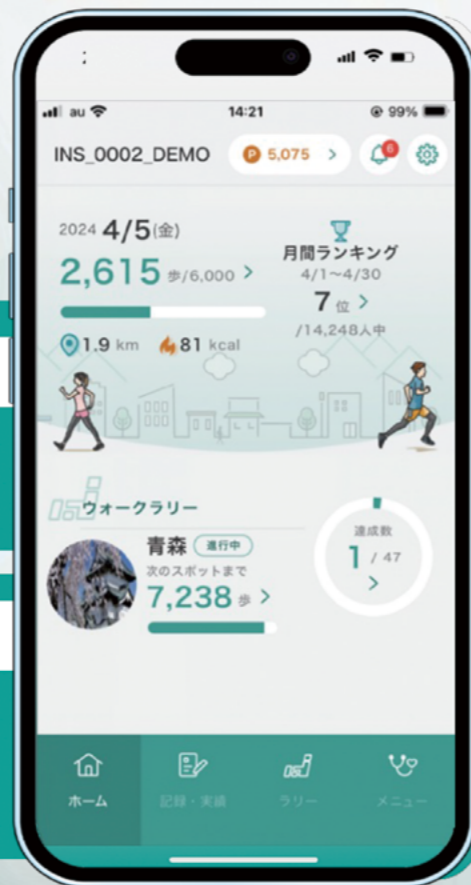 au 14:21 99%
INS_0002_DEMO P 5,075 > 6
2024 4/5(金)
2,615 歩/6,000 >
1.9 km 81 kcal
月間ランキング
4/1〜4/30
7 位 >
/14,248人中
ウォークラリー
青森 進行中
次のスポットまで
7,238 歩 >
達成数
1 / 47
>
ホーム 記録・実績 ラリー メニュー